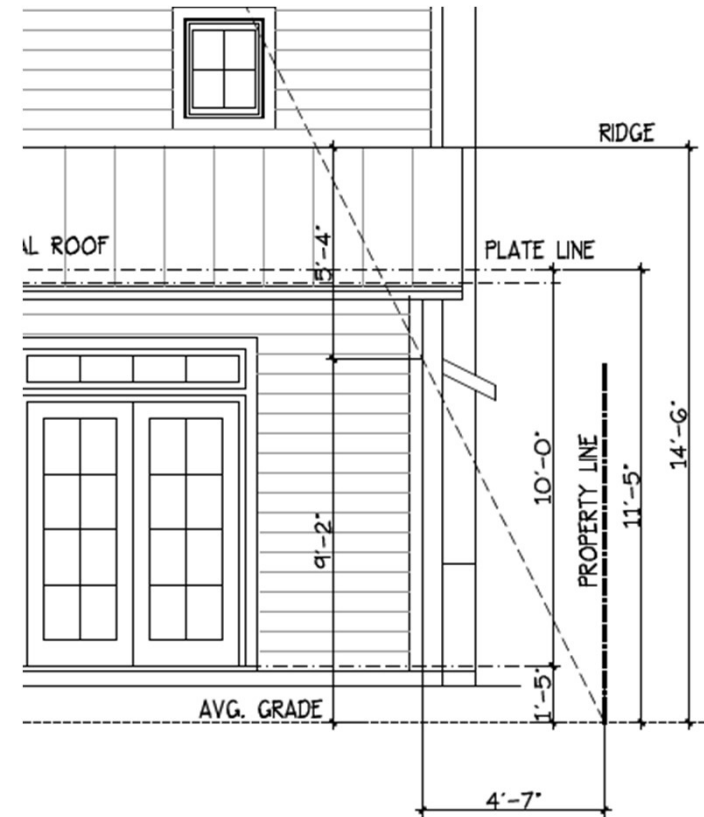 RIDGE
AL ROOF
5'-4"
PLATE LINE
14'-6"
10'-0"
PROPERTY LINE
11'-5"
9'-2"
1'-5"
AVG. GRADE
4'-7"